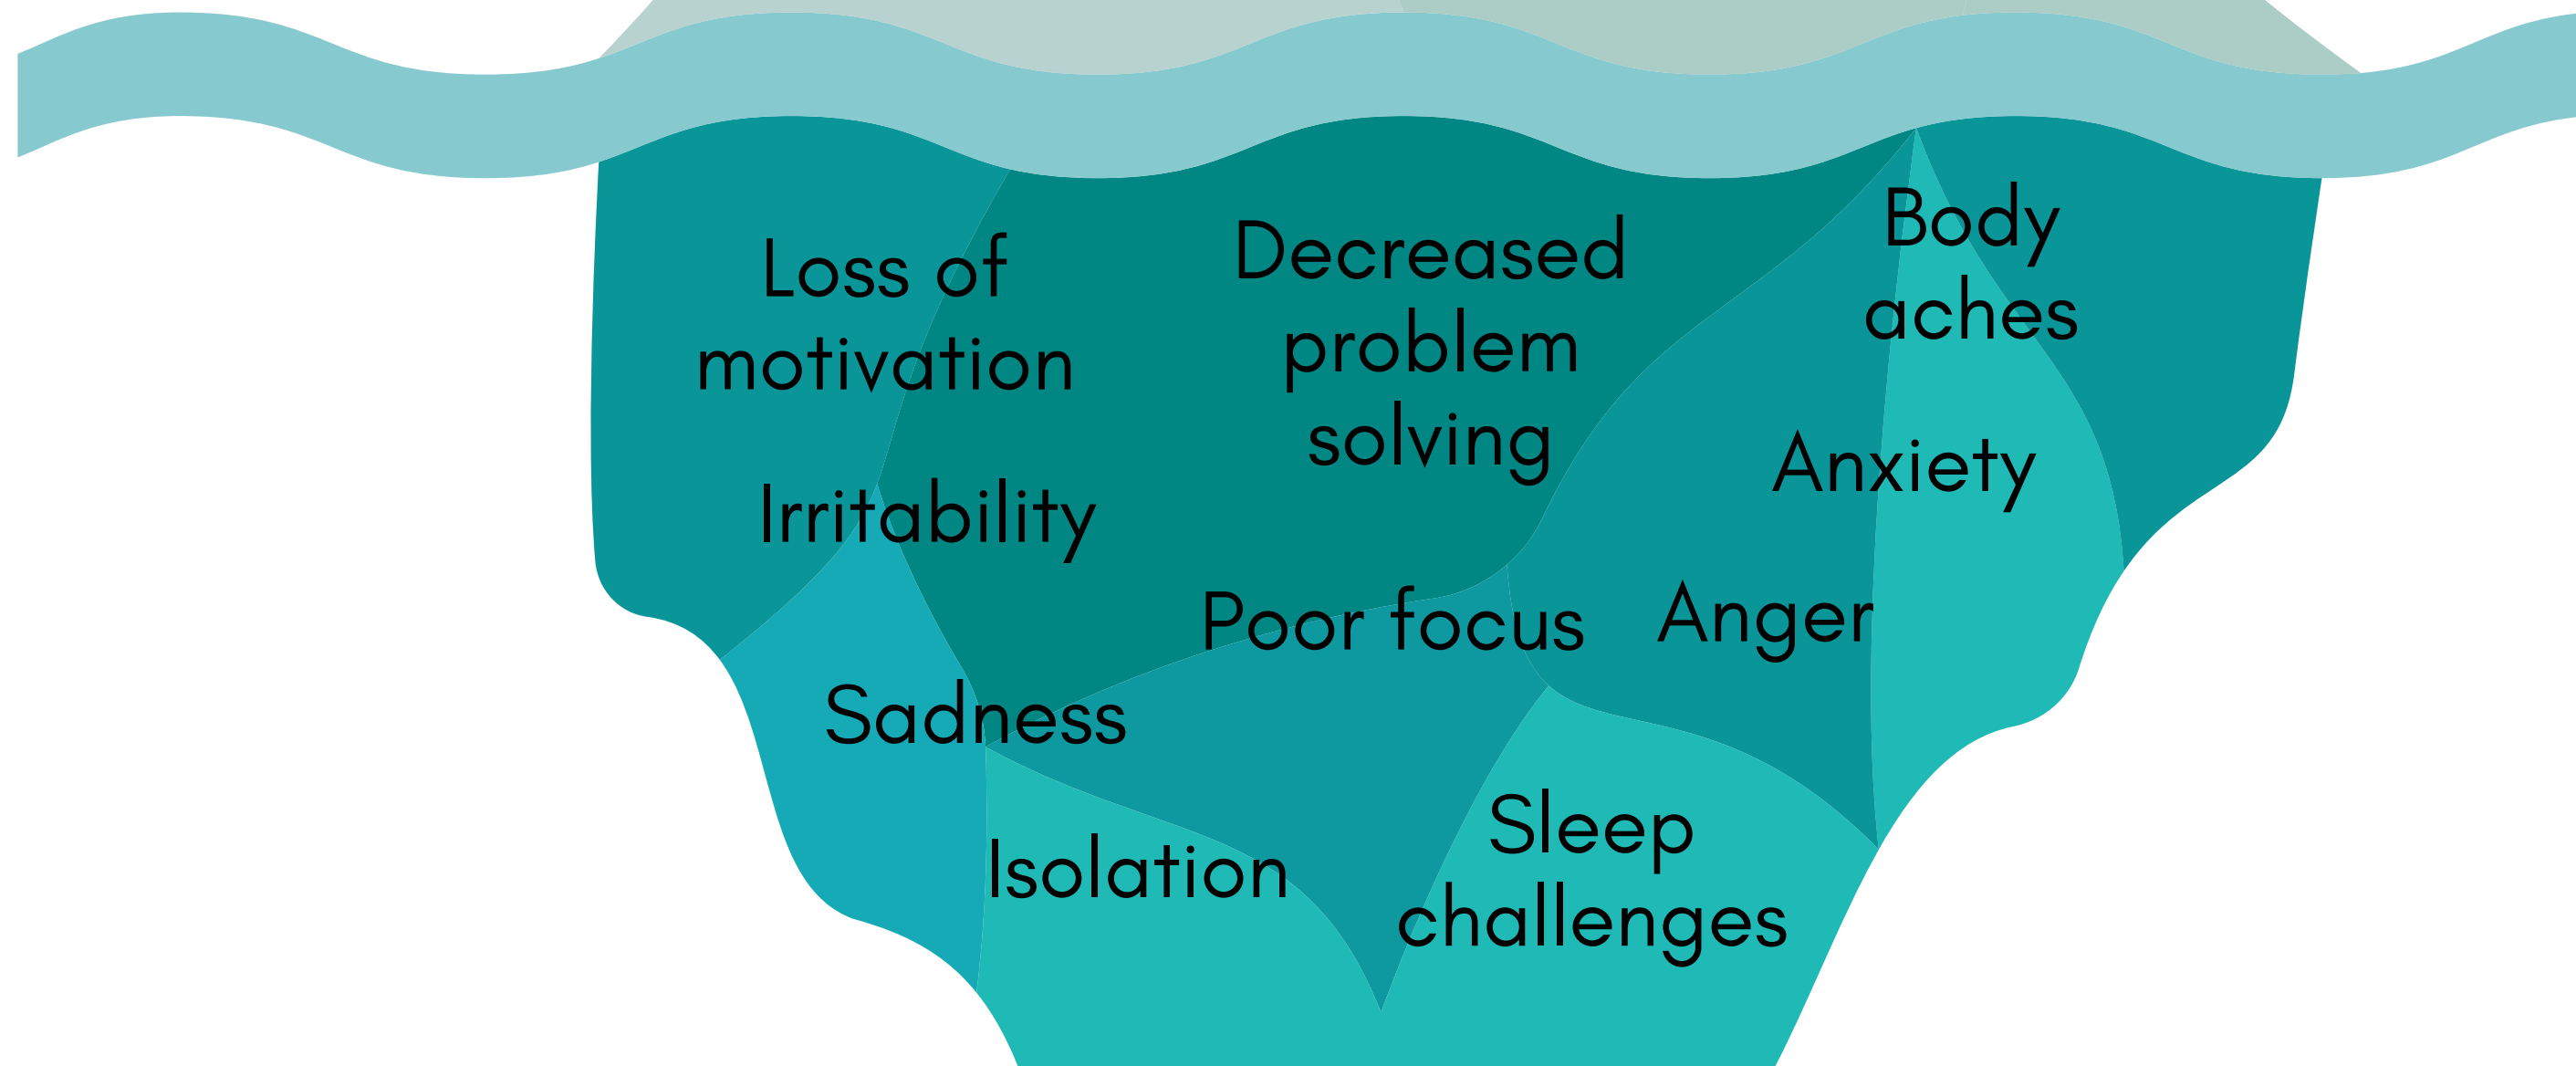 Loss of
motivation
Decreased
problem
solving
Body
aches
Irritability
Anxiety
Poor focus
Anger
Sadness
Isolation
Sleep
challenges